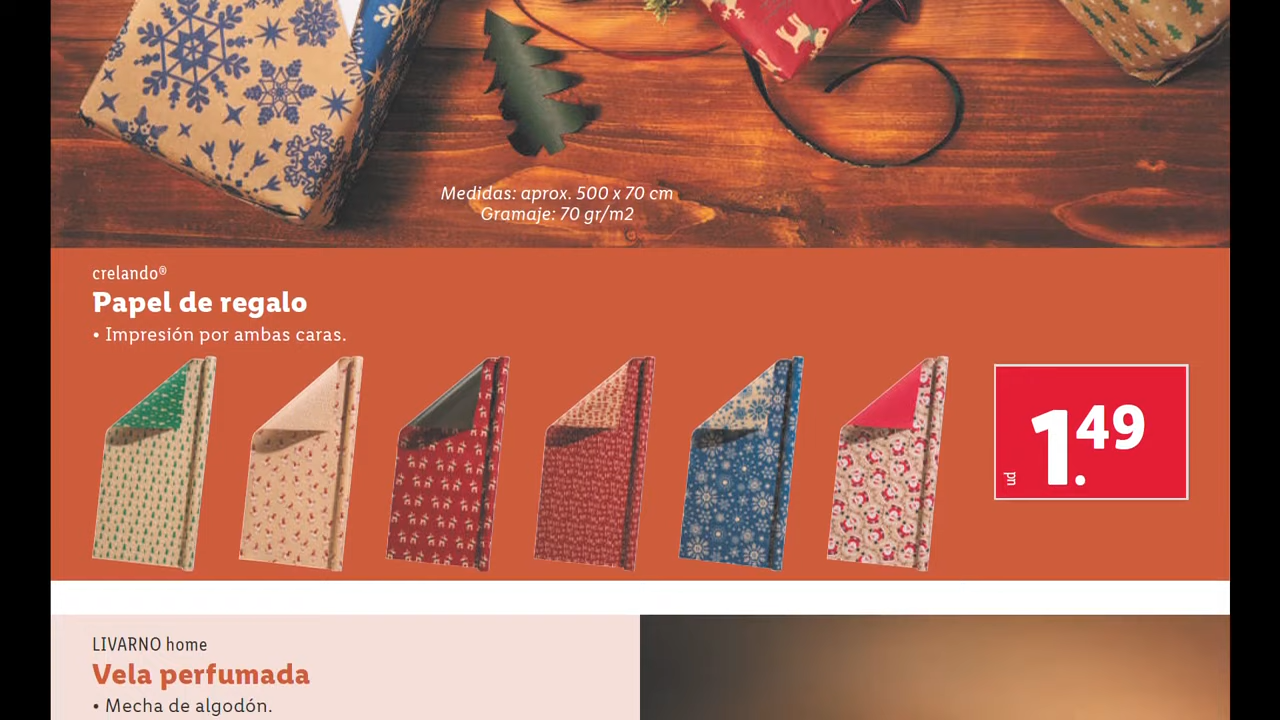 Medidas: aprox. 500 x 70 cm
Gramaje: 70 gr/m2
crelando®
Papel de regalo
• Impresión por ambas caras.
ud
1.49
LIVARNO home
Vela perfumada
• Mecha de algodón.